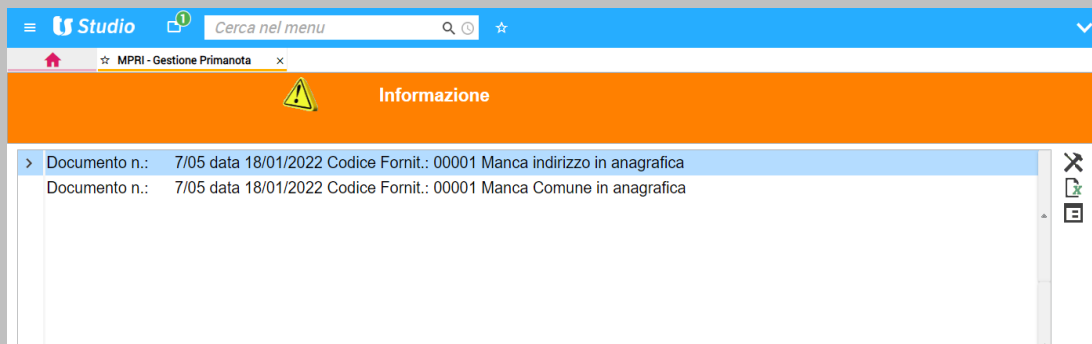 Studio 1 Cerca nel menu
MPRI - Gestione Primanota x
Informazione
Documento n.: 7/05 data 18/01/2022 Codice Fornit.: 00001 Manca indirizzo in anagrafica
Documento n.: 7/05 data 18/01/2022 Codice Fornit.: 00001 Manca Comune in anagrafica